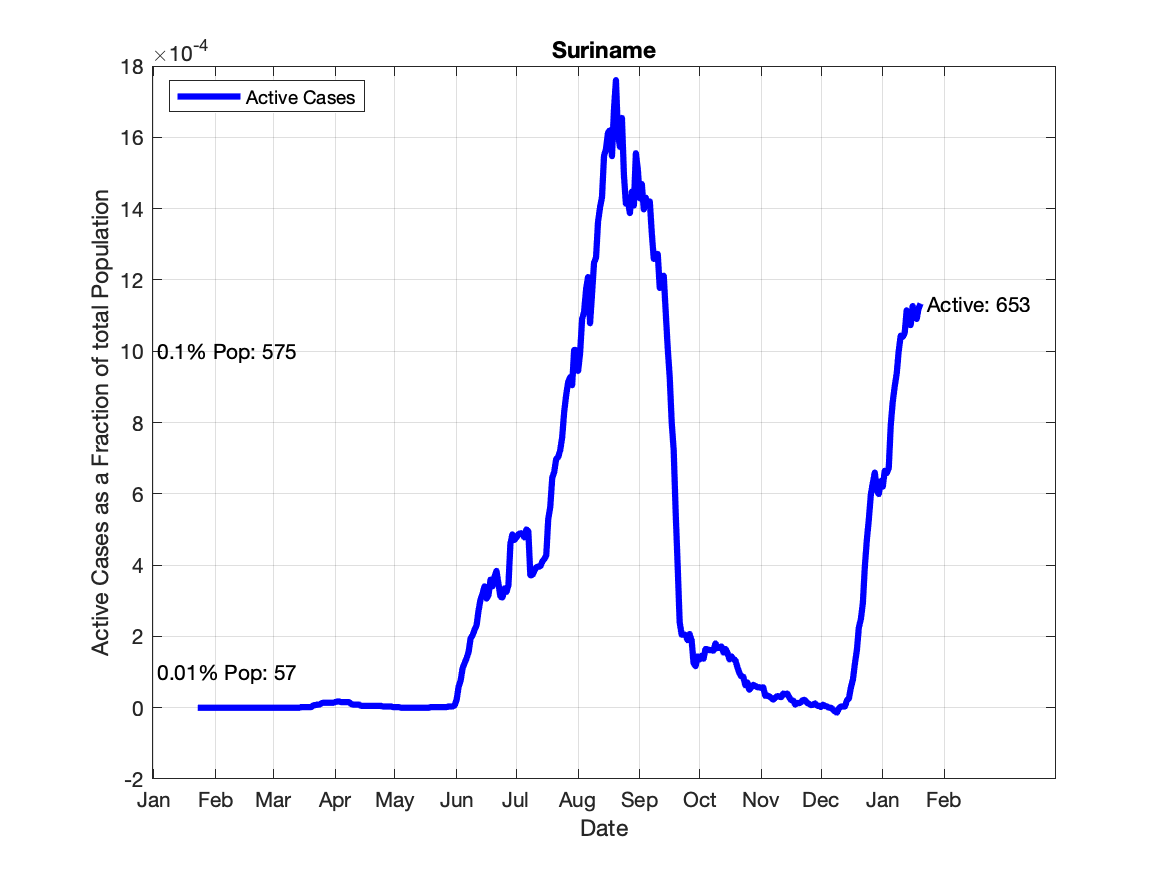 Suriname
×10-4
18
16
14
12
10
8
6
4
2
0
-2
Active Cases
Active Cases as a Fraction of total Population
0.1% Pop: 575
0.01% Pop: 57
Active: 653
Jan Feb Mar Apr May Jun Jul Aug Sep Oct Nov Dec Jan Feb
Date